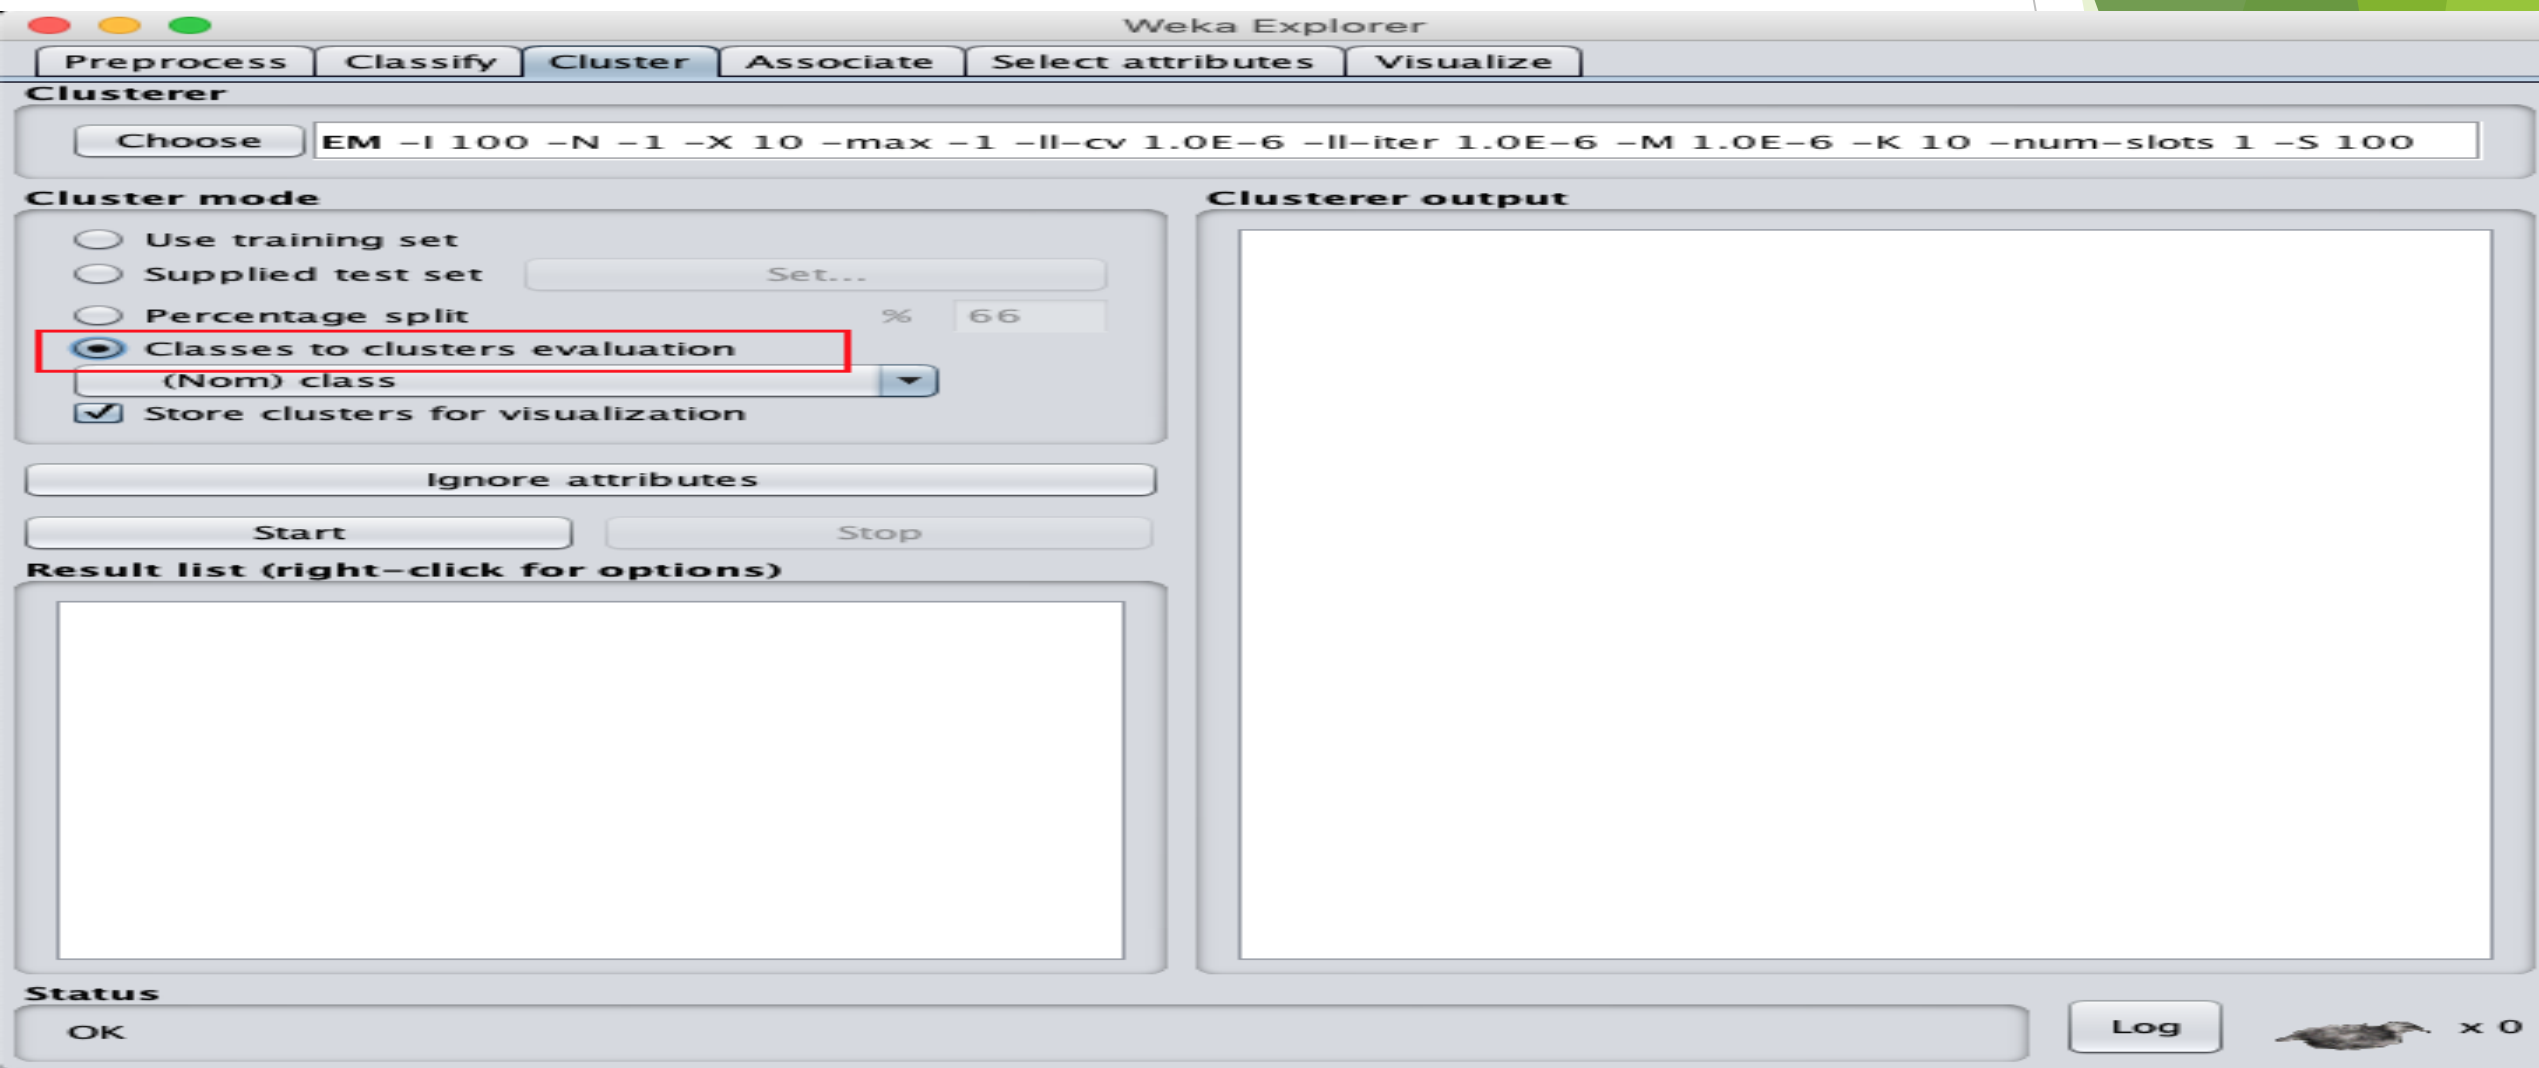 Weka Explorer
Preprocess Classify Cluster Associate Select attributes Visualize
Clusterer
Choose EM -I 100 -N -1 -X 10 -max -1 -ll-cv 1.0E-6 -ll-iter 1.0E-6 -M 1.0E-6 -K 10 -num-slots 1 -S 100
Cluster mode
Use training set
Supplied test set Set...
Percentage split % 66
Classes to clusters evaluation
(Nom) class
Store clusters for visualization
Ignore attributes
Start Stop
Result list (right-click for options)
Clusterer output
Status
OK
Log x 0